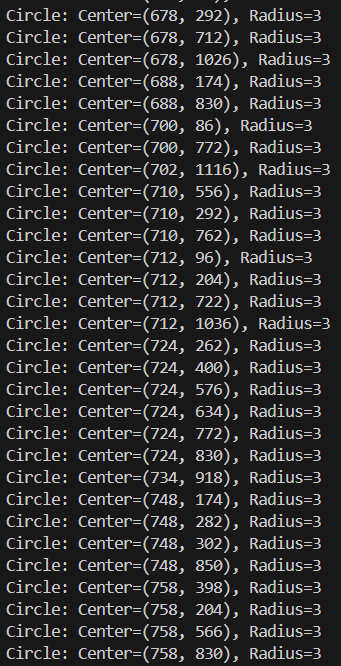 Circle: Center=(678, 292), Radius=3
Circle: Center=(678, 712), Radius=3
Circle: Center=(678, 1026), Radius=3
Circle: Center=(688, 174), Radius=3
Circle: Center=(688, 830), Radius=3
Circle: Center=(700, 86), Radius=3
Circle: Center=(700, 772), Radius=3
Circle: Center=(702, 1116), Radius=3
Circle: Center=(710, 556), Radius=3
Circle: Center=(710, 292), Radius=3
Circle: Center=(710, 762), Radius=3
Circle: Center=(712, 96), Radius=3
Circle: Center=(712, 204), Radius=3
Circle: Center=(712, 722), Radius=3
Circle: Center=(712, 1036), Radius=3
Circle: Center=(724, 262), Radius=3
Circle: Center=(724, 400), Radius=3
Circle: Center=(724, 576), Radius=3
Circle: Center=(724, 634), Radius=3
Circle: Center=(724, 772), Radius=3
Circle: Center=(724, 830), Radius=3
Circle: Center=(734, 918), Radius=3
Circle: Center=(748, 174), Radius=3
Circle: Center=(748, 282), Radius=3
Circle: Center=(748, 302), Radius=3
Circle: Center=(748, 850), Radius=3
Circle: Center=(758, 398), Radius=3
Circle: Center=(758, 204), Radius=3
Circle: Center=(758, 566), Radius=3
Circle: Center=(758, 830), Radius=3